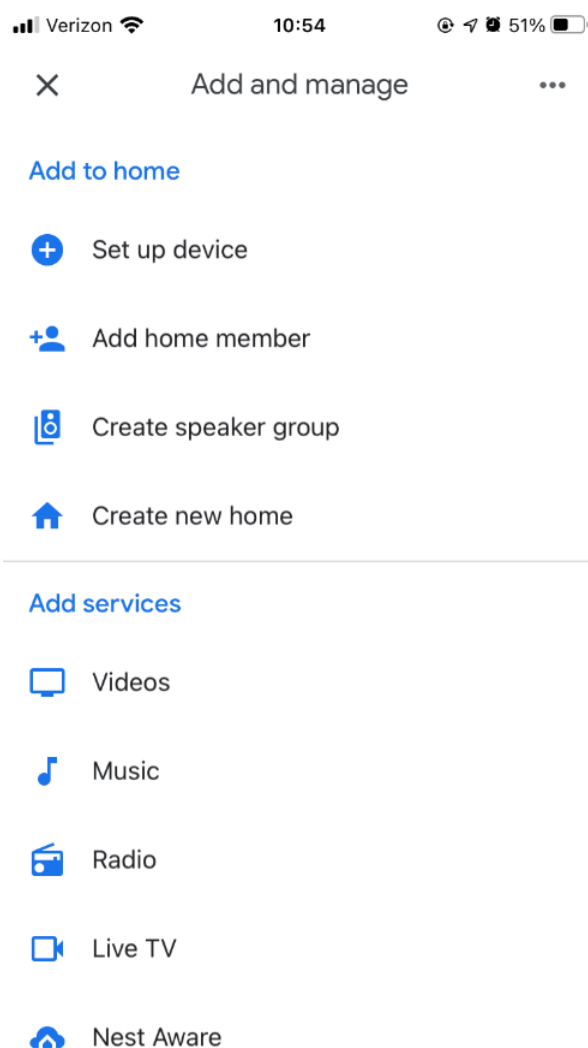 Verizon 10:54 51%
Add and manage
Add to home
Set up device
Add home member
Create speaker group
Create new home
Add services
Videos
Music
Radio
Live TV
Nest Aware